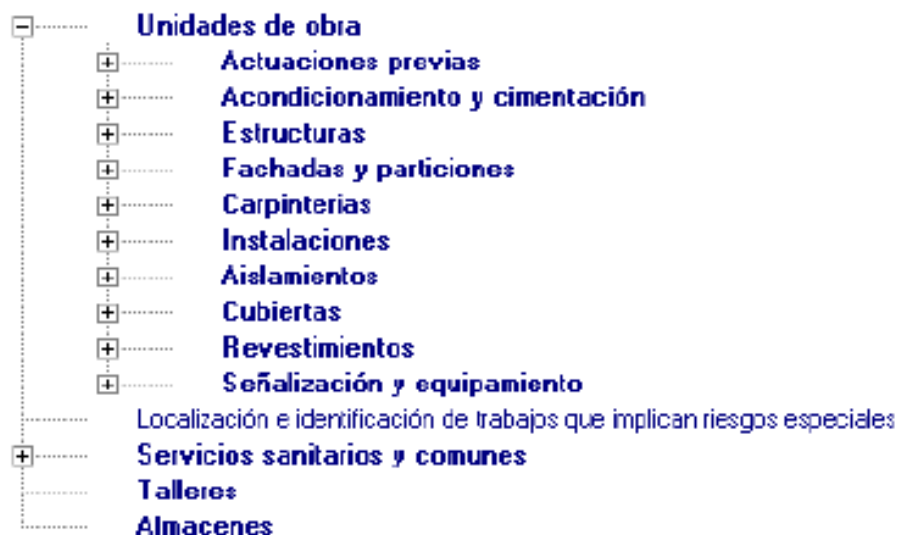 Unidades de obra
Actuaciones previas
Acondicionamiento y cimentación
Estructuras
Fachadas y particiones
Carpinterias
Instalaciones
Aislamientos
Cubiertas
Revestimientos
Señalización y equipamiento
Localización e identificación de trabajos que implican riesgos especiales
Servicios sanitarios y comunes
Talleres
Almacenes